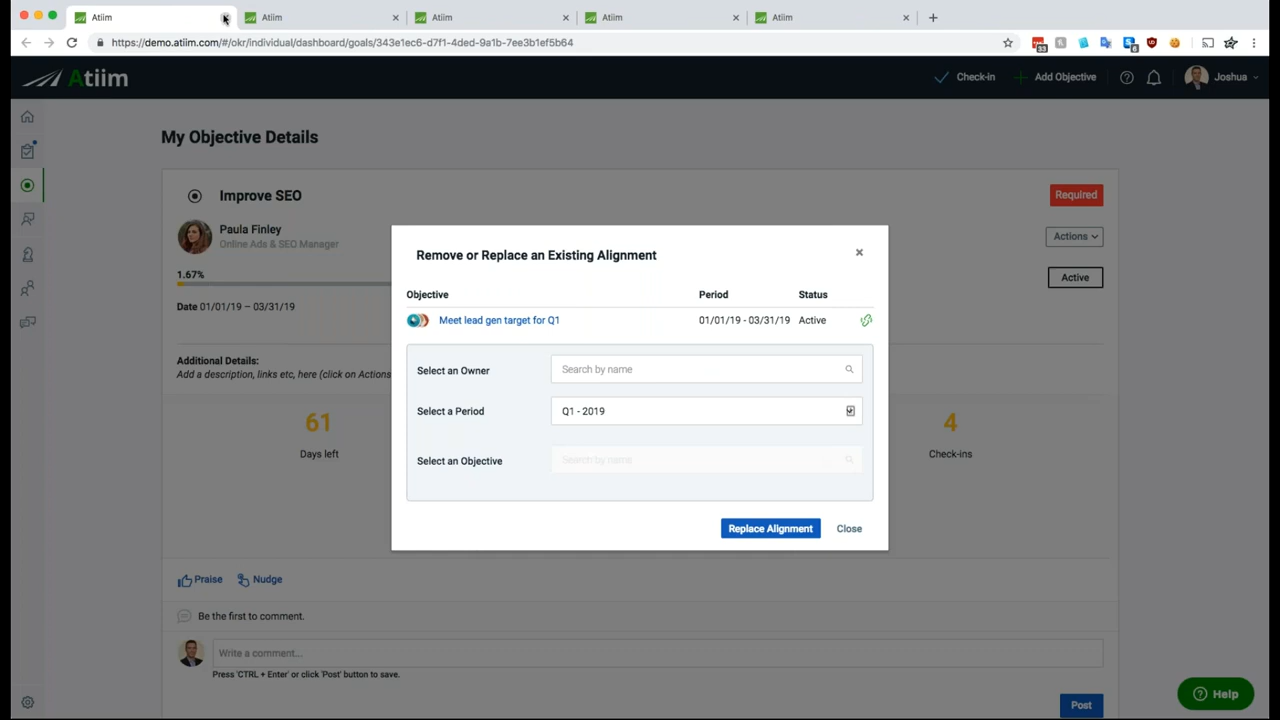 Atiim
Atiim
Atiim
Atiim
Atiim
https://demo.atiim.com/#/okr/individual/dashboard/goals/343e1ec6-d7f1-4ded-9a1b-7ee3b1ef5b64
33
6
Atiim
Check-in
Add Objective
Joshua
My Objective Details
Improve SEO
Required
Paula Finley
Online Ads & SEO Manager
Actions
1.67%
Active
Date 01/01/19 – 03/31/19
Additional Details:
Add a description, links etc, here (click on Actions
61
Days left
4
Check-ins
Remove or Replace an Existing Alignment
Objective Period Status
Meet lead gen target for Q1 01/01/19 - 03/31/19 Active
Select an Owner Search by name
Select a Period Q1 - 2019
Select an Objective Search by name
Replace Alignment Close
Praise Nudge
Be the first to comment.
Write a comment...
Press 'CTRL + Enter' or click 'Post' button to save.
Help
Post